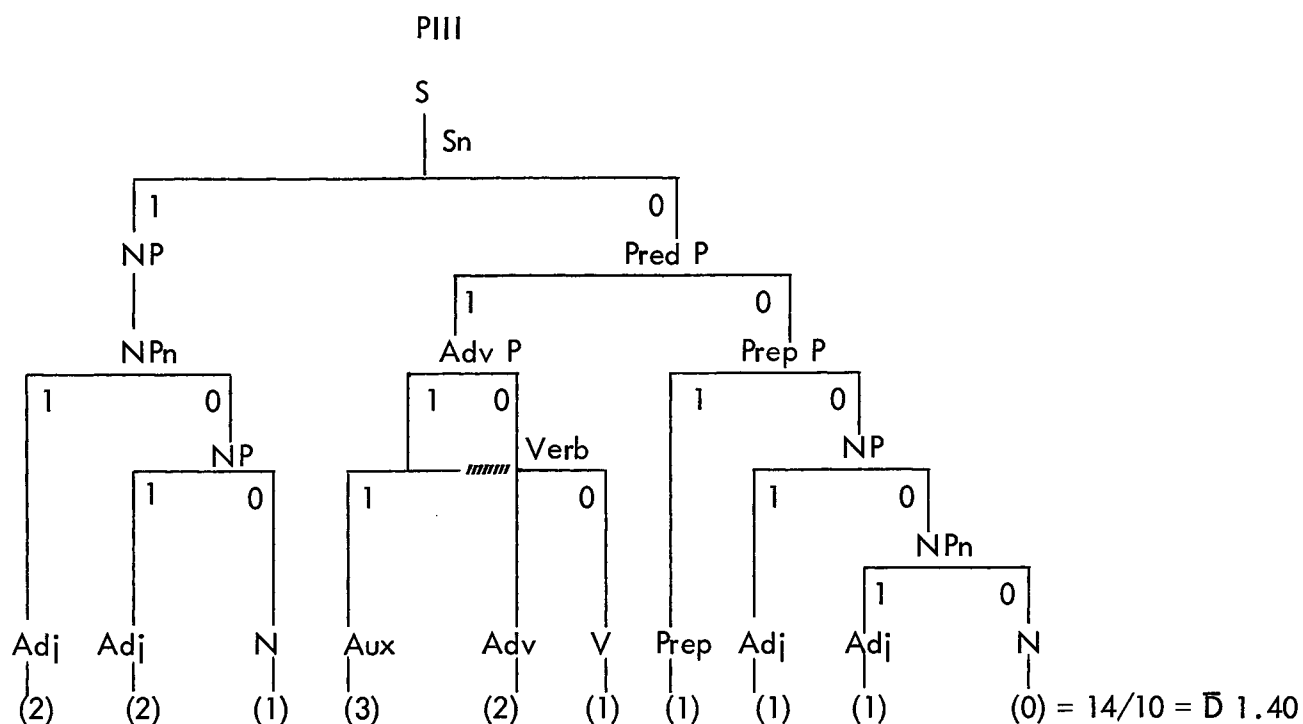 PIII
S
Sn
1 0
NP Pred P
1 0
NPn Adv P Prep P
1 0 1 0 1 0
NP Verb NP
1 0 1 0 1 0
NPn
1 0
Adj Adj N Aux Adv V Prep Adj Adj N
(2) (2) (1) (3) (2) (1) (1) (1) (1) (0) = 14/10 = D̄ 1.40